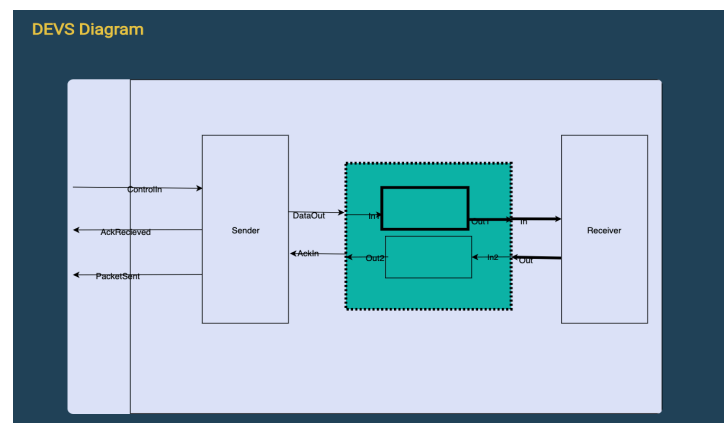 DEVS Diagram
ControlIn
AckRecieved
PacketSent
Sender
DataOut
AckIn
In1
Out1
Out2
In2
In
Out
Receiver